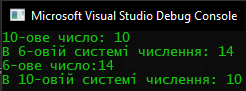 Microsoft Visual Studio Debug Console
10-ове число: 10
В 6-овій системі числення: 14
6-ове число:14
В 10-овій системі числення: 10